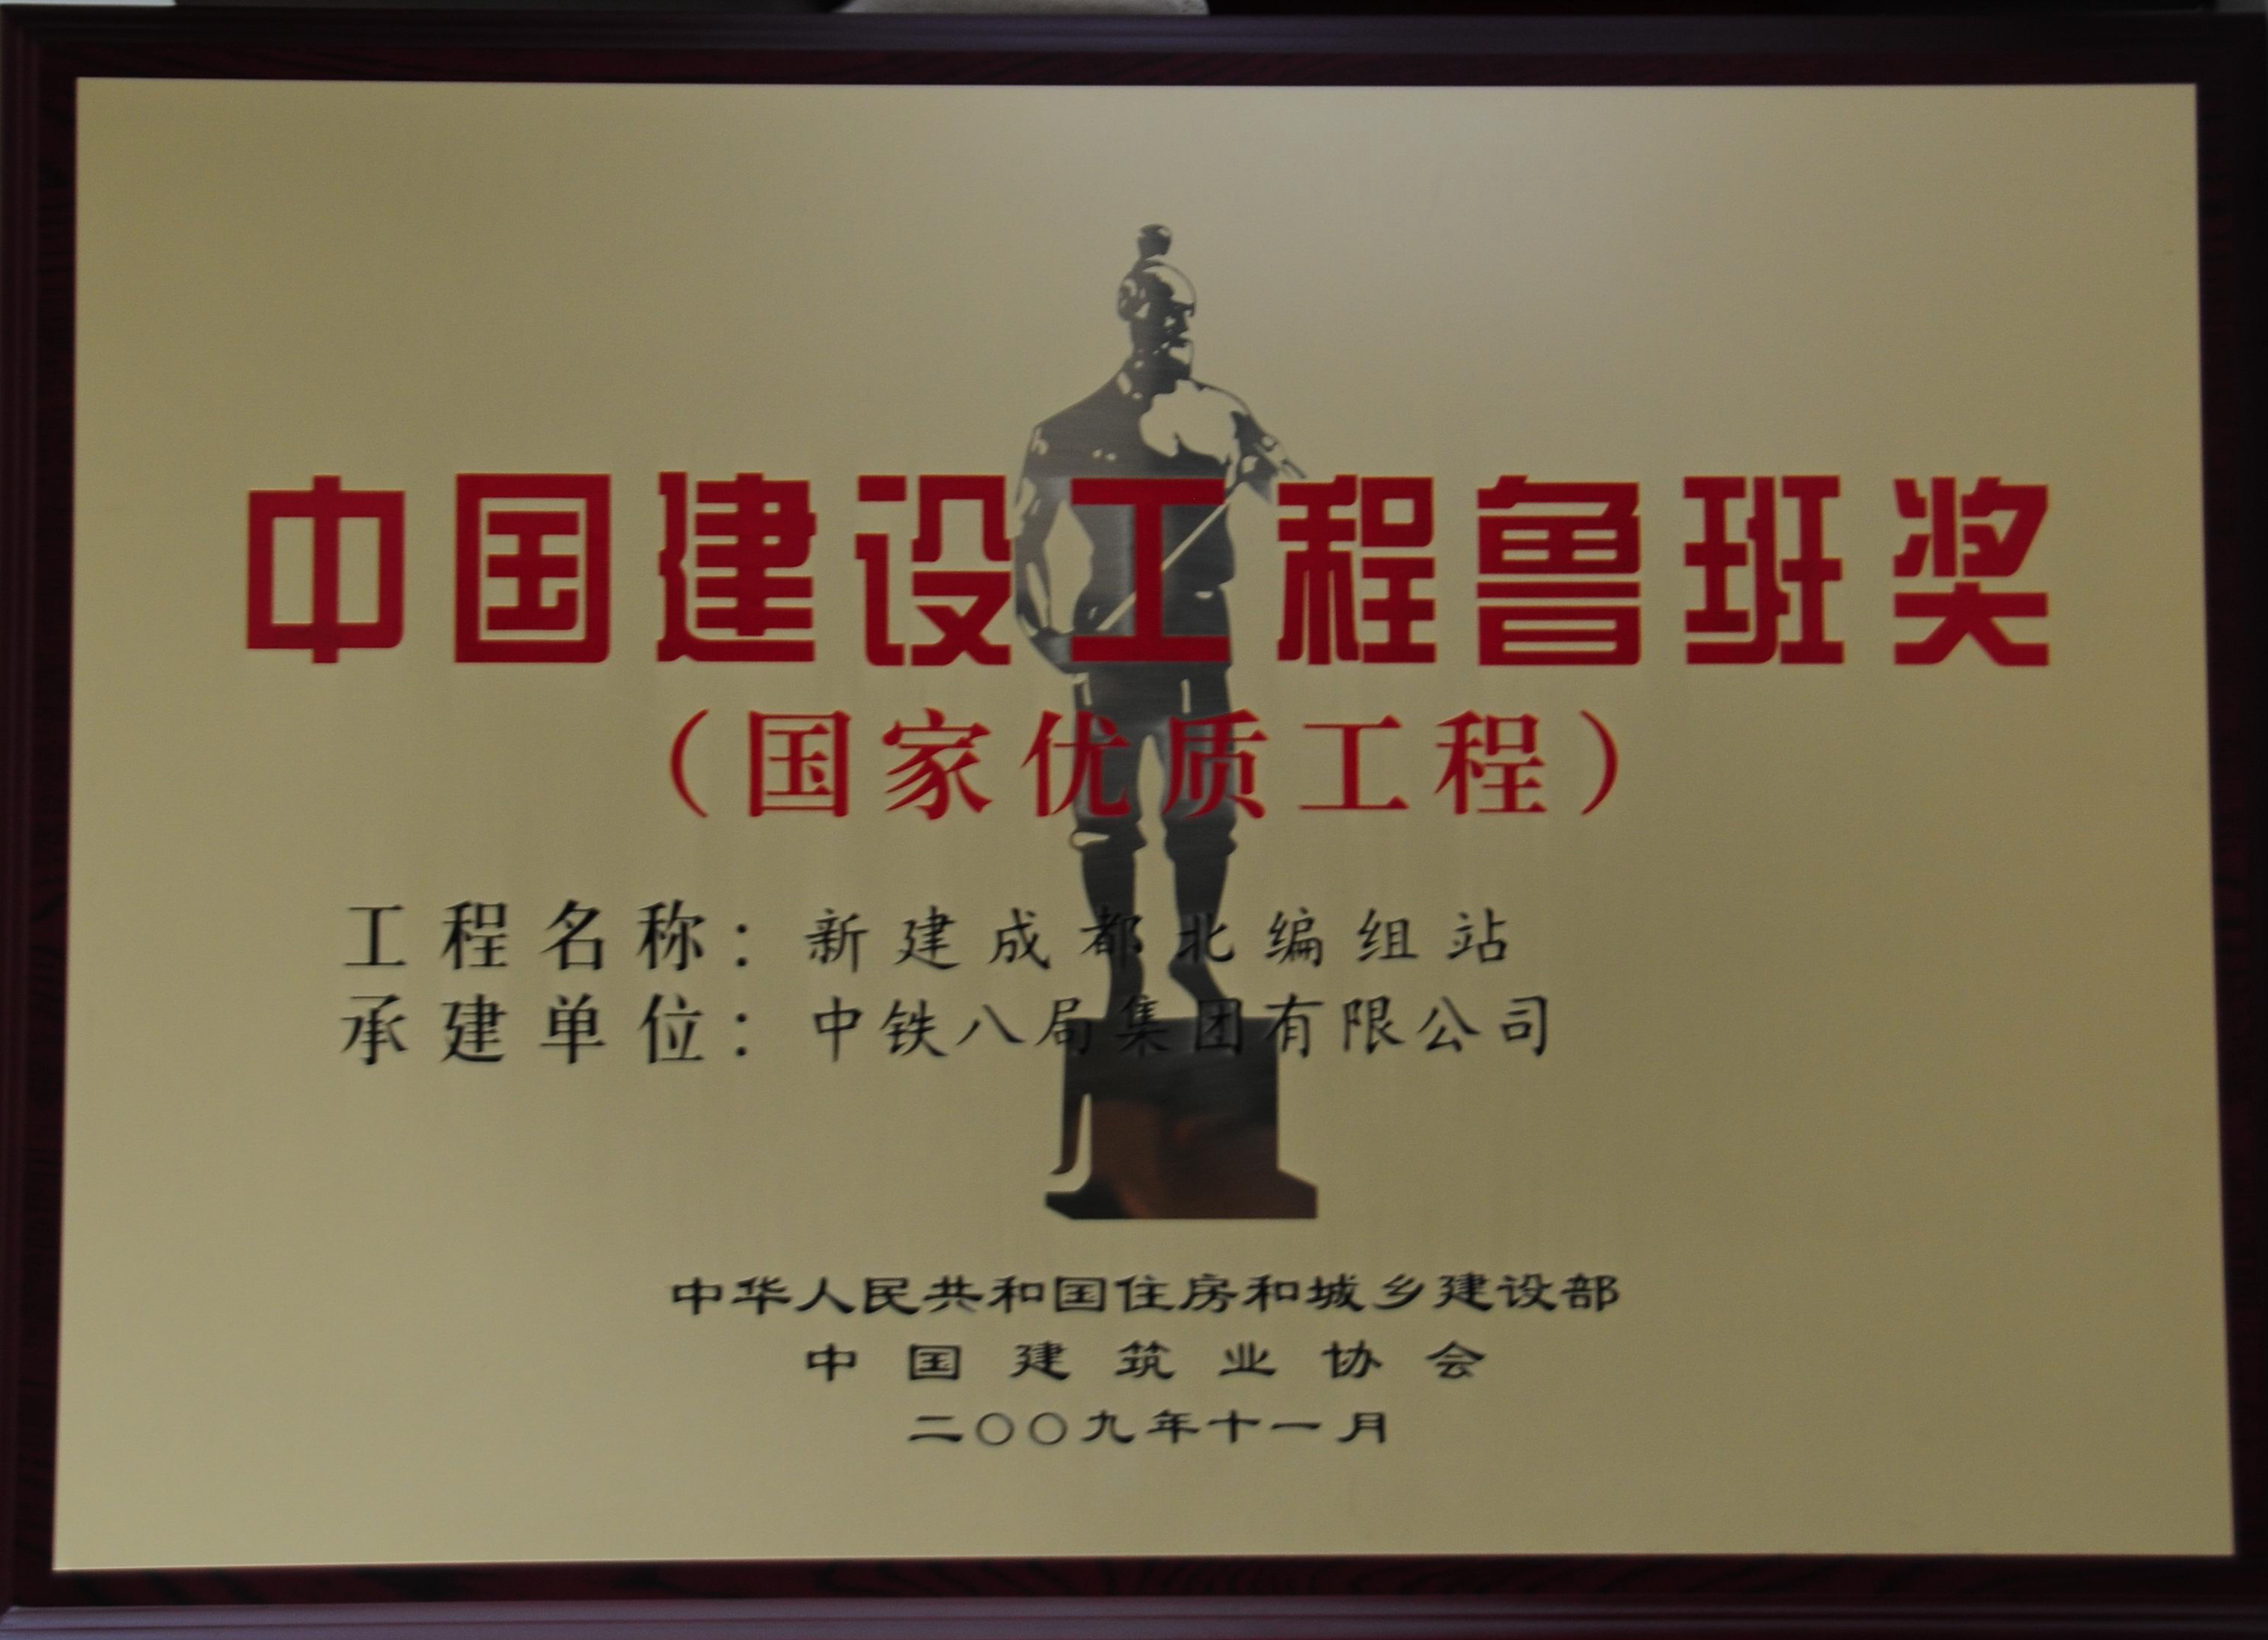 中国建设工程鲁班奖
（国家优质工程）
工程名称：新建成都北编组站
承建单位：中铁八局集团有限公司
中华人民共和国住房和城乡建设部
中国建筑业协会
二〇〇九年十一月